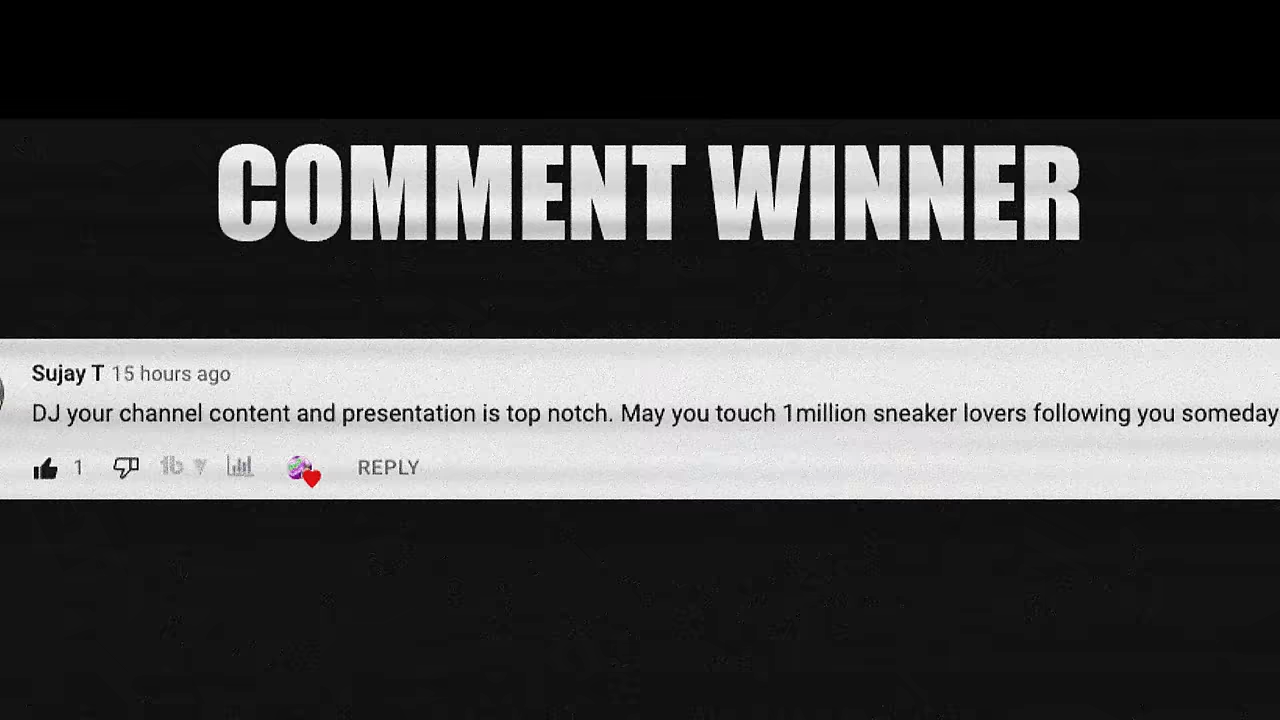 COMMENT WINNER
Sujay T 15 hours ago
DJ your channel content and presentation is top notch. May you touch 1million sneaker lovers following you someday
1 REPLY